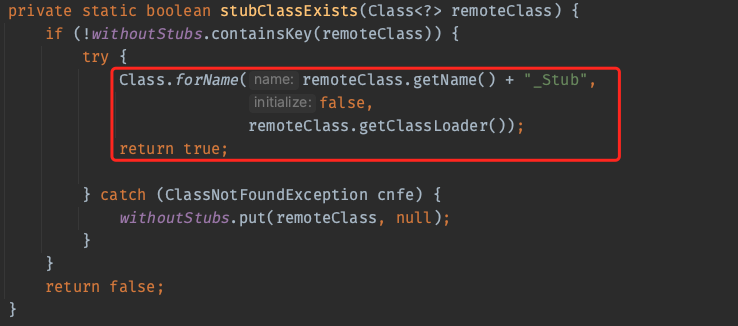 private static boolean stubClassExists(Class<?> remoteClass) {
    if (!withoutStubs.containsKey(remoteClass)) {
        try {
            Class.forName( name: remoteClass.getName() + "_Stub",
                            initialize: false,
                            remoteClass.getClassLoader());
            return true;
        } catch (ClassNotFoundException cnfe) {
            withoutStubs.put(remoteClass, null);
        }
    }
    return false;
}